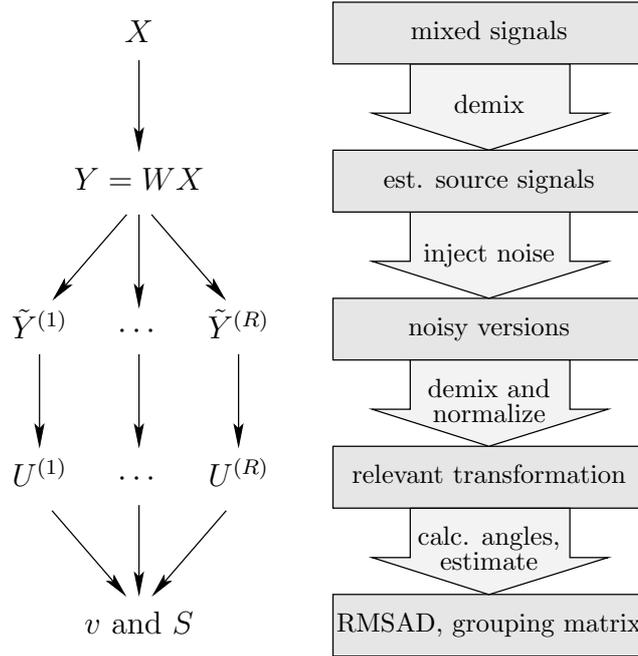 X
mixed signals
demix
Y = WX
est. source signals
inject noise
Ỹ⁽¹⁾ ⋯ Ỹ⁽ᴿ⁾
noisy versions
demix and
normalize
U⁽¹⁾ ⋯ U⁽ᴿ⁾
relevant transformation
calc. angles,
estimate
v and S
RMSAD, grouping matrix